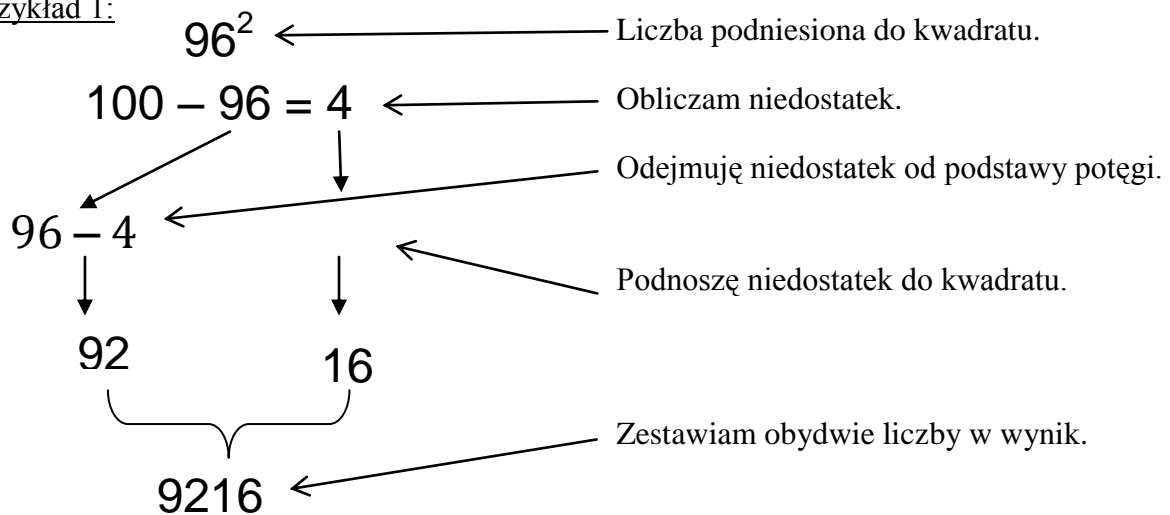 zykład 1:
96² Liczba podniesiona do kwadratu.
100 – 96 = 4 Obliczam niedostatek.
Odejmuję niedostatek od podstawy potęgi.
96 – 4
Podnoszę niedostatek do kwadratu.
92 16
Zestawiam obydwie liczby w wynik.
9216